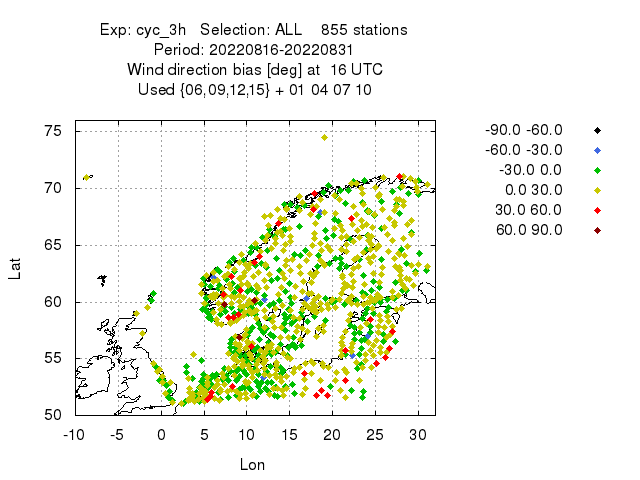 Exp: cyc_3h Selection: ALL 855 stations
Period: 20220816-20220831
Wind direction bias [deg] at 16 UTC
Used {06,09,12,15} + 01 04 07 10
-90.0 -60.0
-60.0 -30.0
-30.0 0.0
0.0 30.0
30.0 60.0
60.0 90.0
75
70
65
60
55
50
Lat
-10 -5 0 5 10 15 20 25 30
Lon